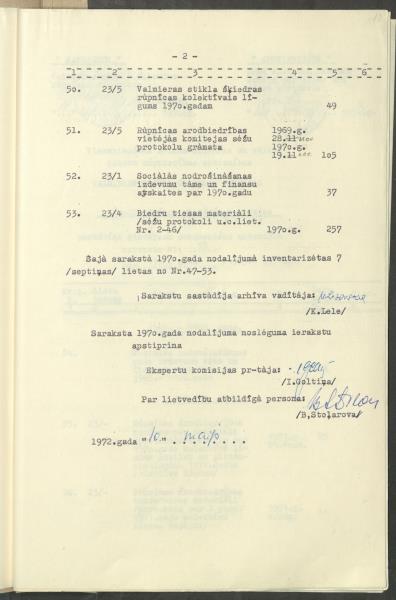 - 2 -
1 2 3 4 5 6
5o. 23/5 Valmieras stikla šķiedras
rūpnīcas kolektīvais lī-
gums 197o.gadam 49
51. 23/5 Rūpnīcas arodbiedrības 1969.g.
vietējās komitejas sēžu 28.11
protokolu grāmata 197o.g.
19.11 1o5
52. 23/1 Sociālās nodrošināšanas
izdevumu tāme un finansu
apskaites par 197o.gadu 37
53. 23/4 Biedru tiesas materiāli
/sēžu protokoli u.c.liet.
Nr. 2-46/ 197o.g. 257
Šajā sarakstā 197o.gada nodalījumā inventarizētas 7
/septiņas/ lietas no Nr.47-53.
Sarakstu sastādīja arhīva vadītāja:
/K.Lele/
Saraksta 197o.gada nodalījuma noslēguma ierakstu
apstiprina
Ekspertu komisijas pr-tāja:
/I.Goltiņa/
Par lietvedību atbildīgā persona:
/B.Stoļarova/
1972.gada "10." maijā